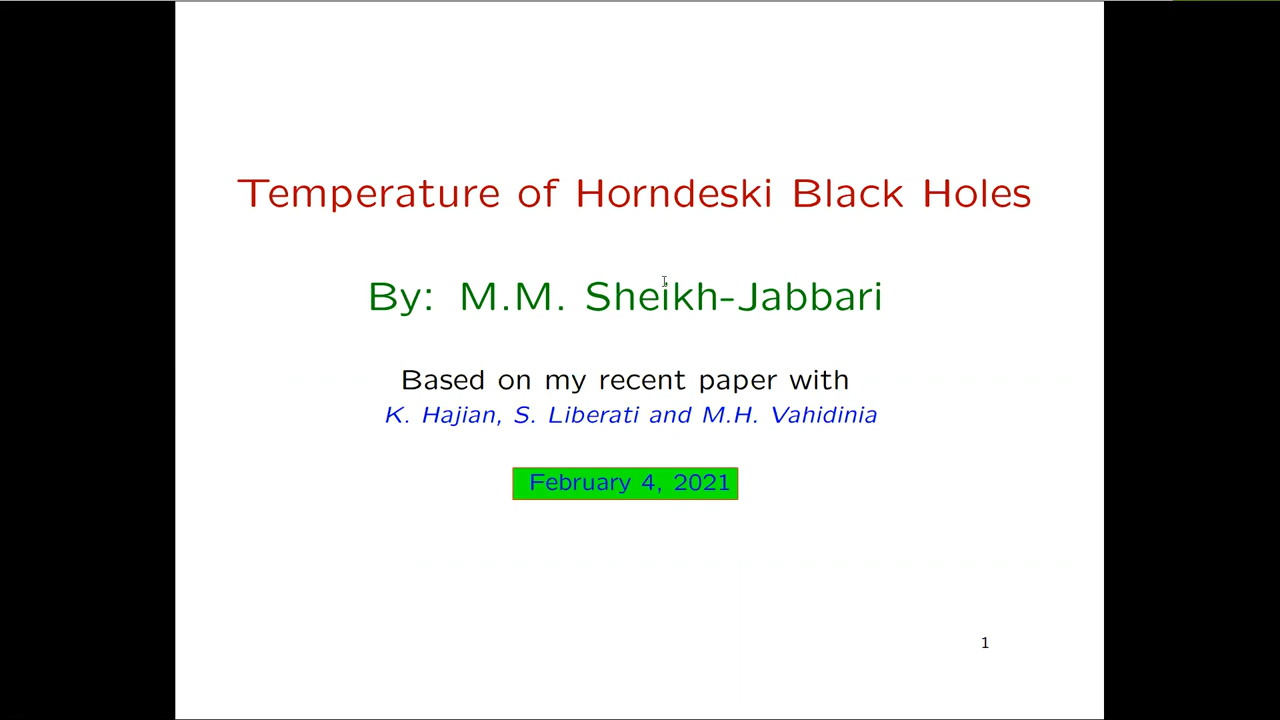 Temperature of Horndeski Black Holes
By: M.M. Sheikh-Jabbari
Based on my recent paper with
K. Hajian, S. Liberati and M.H. Vahidinia
February 4, 2021
1